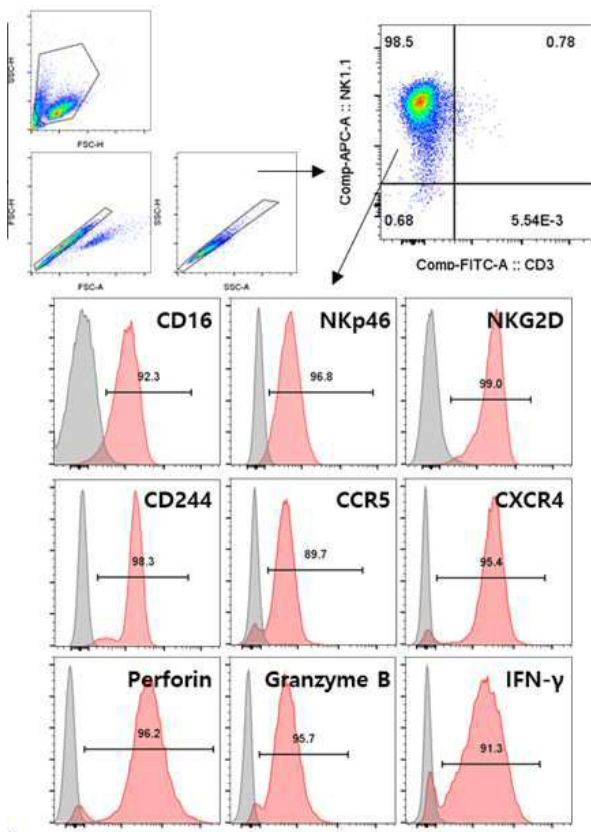 SSC-H
FSC-H
FSC-H
FSC-A
SSC-H
SSC-A
98.5
0.78
Comp-APC-A :: NK1.1
0.68
5.54E-3
Comp-FITC-A :: CD3
CD16
92.3
NKp46
96.8
NKG2D
99.0
CD244
98.3
CCR5
89.7
CXCR4
95.4
Perforin
96.2
Granzyme B
95.7
IFN-γ
91.3